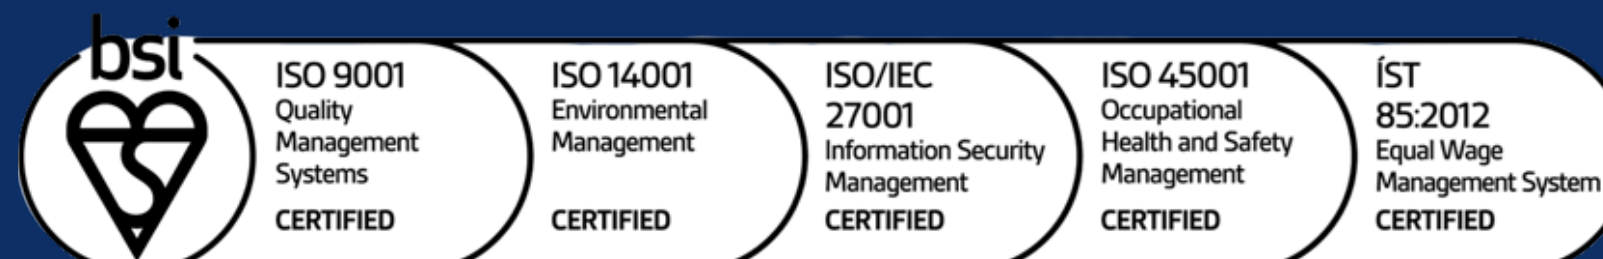 bsi
ISO 9001
Quality
Management
Systems
CERTIFIED
ISO 14001
Environmental
Management
CERTIFIED
ISO/IEC
27001
Information Security
Management
CERTIFIED
ISO 45001
Occupational
Health and Safety
Management
CERTIFIED
ÍST
85:2012
Equal Wage
Management System
CERTIFIED